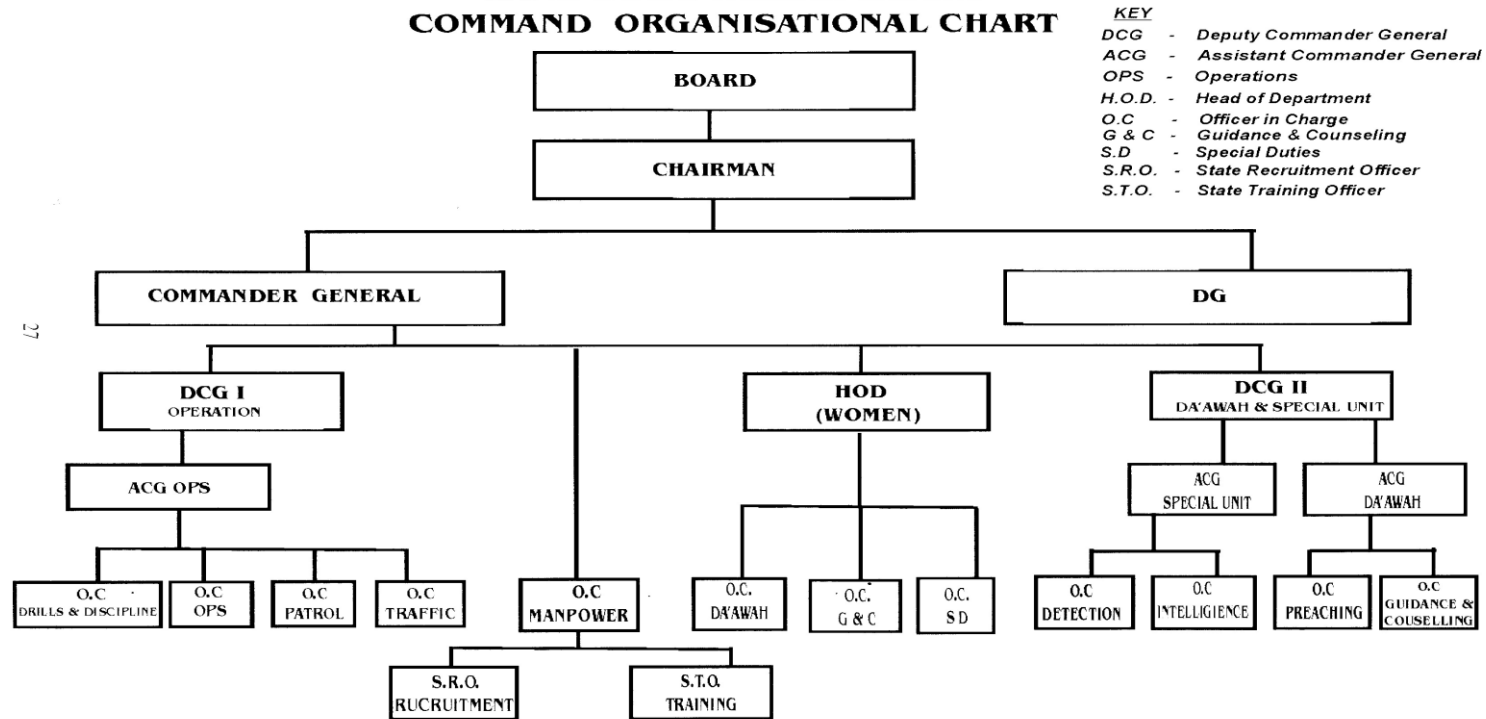 COMMAND ORGANISATIONAL CHART
KEY
DCG - Deputy Commander General
ACG - Assistant Commander General
OPS - Operations
H.O.D. - Head of Department
O.C - Officer in Charge
G & C - Guidance & Counseling
S.D - Special Duties
S.R.O. - State Recruitment Officer
S.T.O. - State Training Officer
BOARD
CHAIRMAN
COMMANDER GENERAL
DG
27
DCG I
OPERATION
HOD
(WOMEN)
DCG II
DA'AWAH & SPECIAL UNIT
ACG OPS
ACG
SPECIAL UNIT
ACG
DA'AWAH
O.C
DRILLS & DISCIPLINE
O.C
OPS
O.C
PATROL
O.C
TRAFFIC
O.C
MANPOWER
O.C.
DA'AWAH
O.C.
G & C
O.C.
S D
O.C
DETECTION
O.C
INTELLIGIENCE
O.C
PREACHING
O.C
GUIDANCE &
COUSELLING
S.R.O.
RUCRUITMENT
S.T.O.
TRAINING